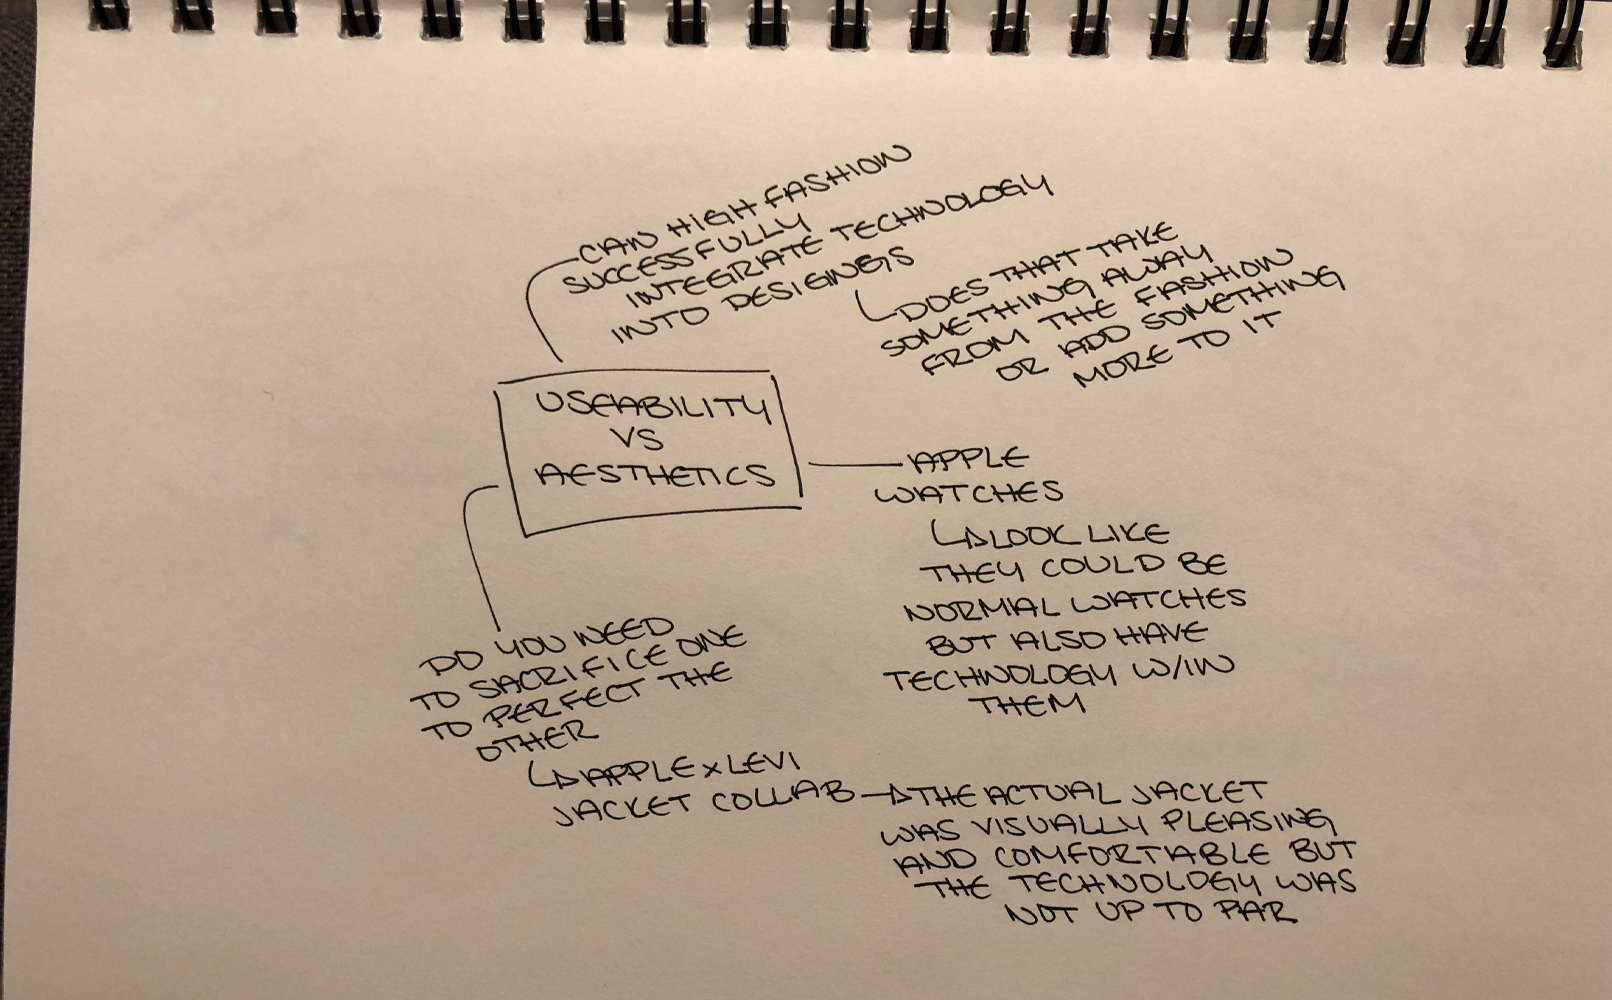 CAN HIGH FASHION
SUCCESSFULLY
INTEGRATE TECHNOLOGY
INTO DESIGNGS
DOES THAT TAKE
SOMETHING AWAY
FROM THE FASHION
OR ADD SOMETHING
MORE TO IT
USEABILITY
VS
AESTHETICS
APPLE
WATCHES
LOOK LIKE
THEY COULD BE
NORMAL WATCHES
BUT ALSO HAVE
TECHNOLOGY W/IN
THEM
DO YOU NEED
TO SACRIFICE ONE
TO PERFECT THE
OTHER
APPLE x LEVI
JACKET COLLAB
THE ACTUAL JACKET
WAS VISUALLY PLEASING
AND COMFORTABLE BUT
THE TECHNOLOGY WAS
NOT UP TO PAR